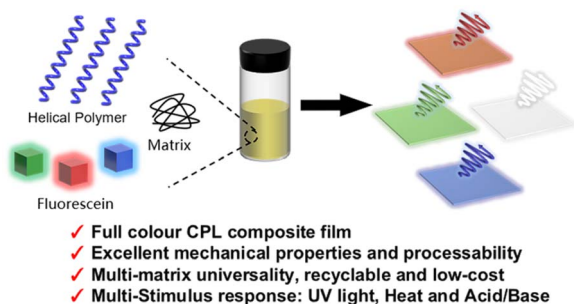 Helical Polymer
Matrix
Fluorescein
✓ Full colour CPL composite film
✓ Excellent mechanical properties and processability
✓ Multi-matrix universality, recyclable and low-cost
✓ Multi-Stimulus response: UV light, Heat and Acid/Base